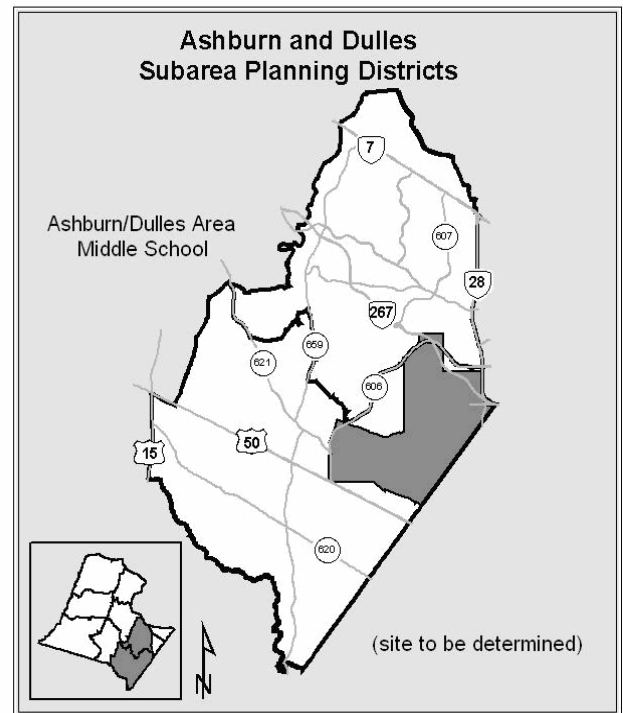 Ashburn and Dulles
Subarea Planning Districts
7
Ashburn/Dulles Area
Middle School
607
28
267
659
621
606
50
15
620
(site to be determined)
N